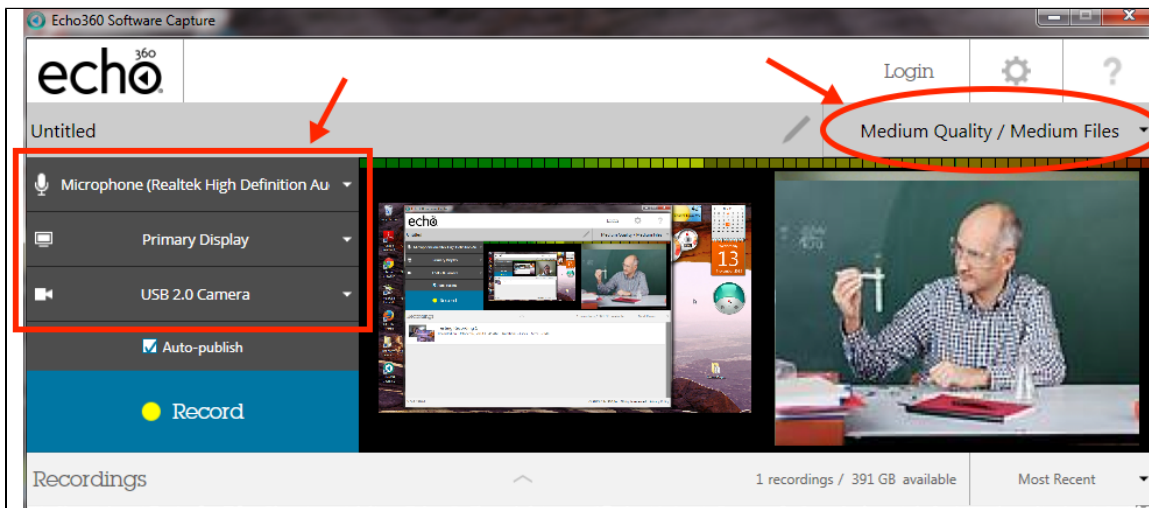 Echo360 Software Capture
echo360
Login
?
Untitled
Medium Quality / Medium Files
Microphone (Realtek High Definition Au
Primary Display
USB 2.0 Camera
Auto-publish
Record
echo
13
Recordings
1 recordings / 391 GB available
Most Recent